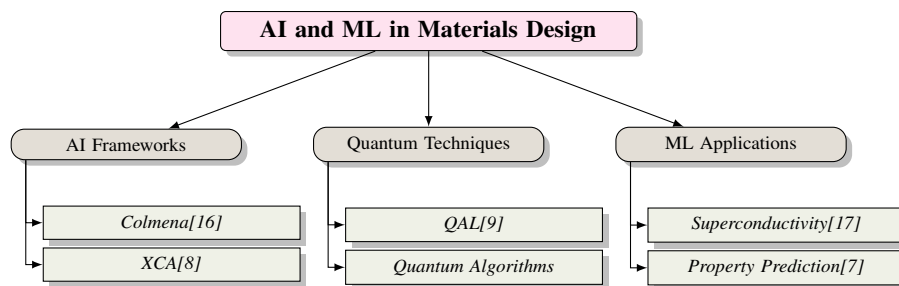 AI and ML in Materials Design
AI Frameworks
Quantum Techniques
ML Applications
Colmena[16]
QAL[9]
Superconductivity[17]
XCA[8]
Quantum Algorithms
Property Prediction[7]